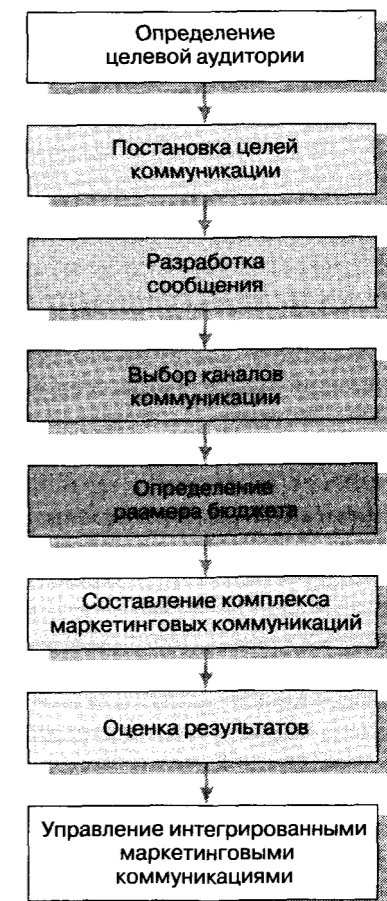 Определение
целевой аудитории
Постановка целей
коммуникации
Разработка
сообщения
Выбор каналов
коммуникации
Определение
раамера бюджета
Составление комплекса
маркетинговых коммуникаций
Оценка результатов
Управление интегрированными
маркетинговыми
коммуникациями